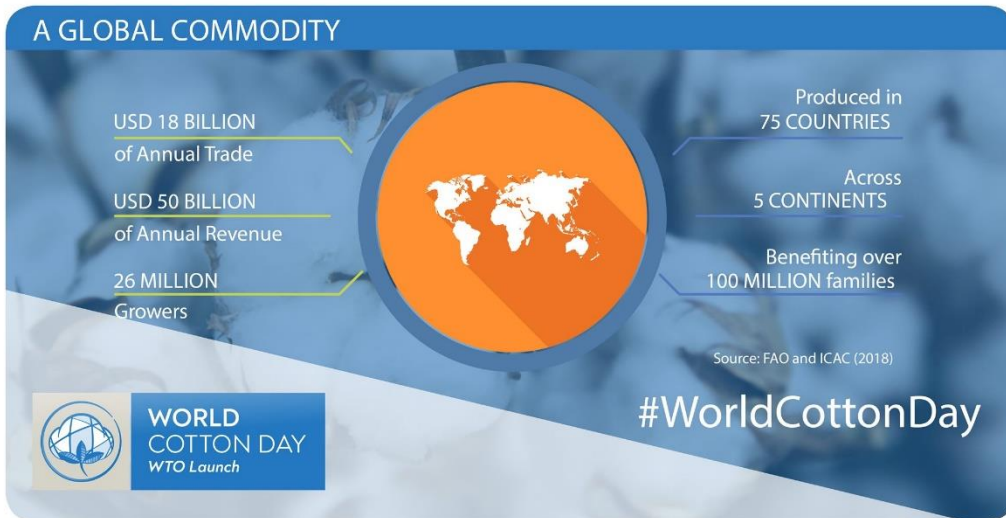 A GLOBAL COMMODITY
USD 18 BILLION
of Annual Trade
USD 50 BILLION
of Annual Revenue
26 MILLION
Growers
Produced in
75 COUNTRIES
Across
5 CONTINENTS
Benefiting over
100 MILLION families
Source: FAO and ICAC (2018)
#WorldCottonDay
WORLD
COTTON DAY
WTO Launch